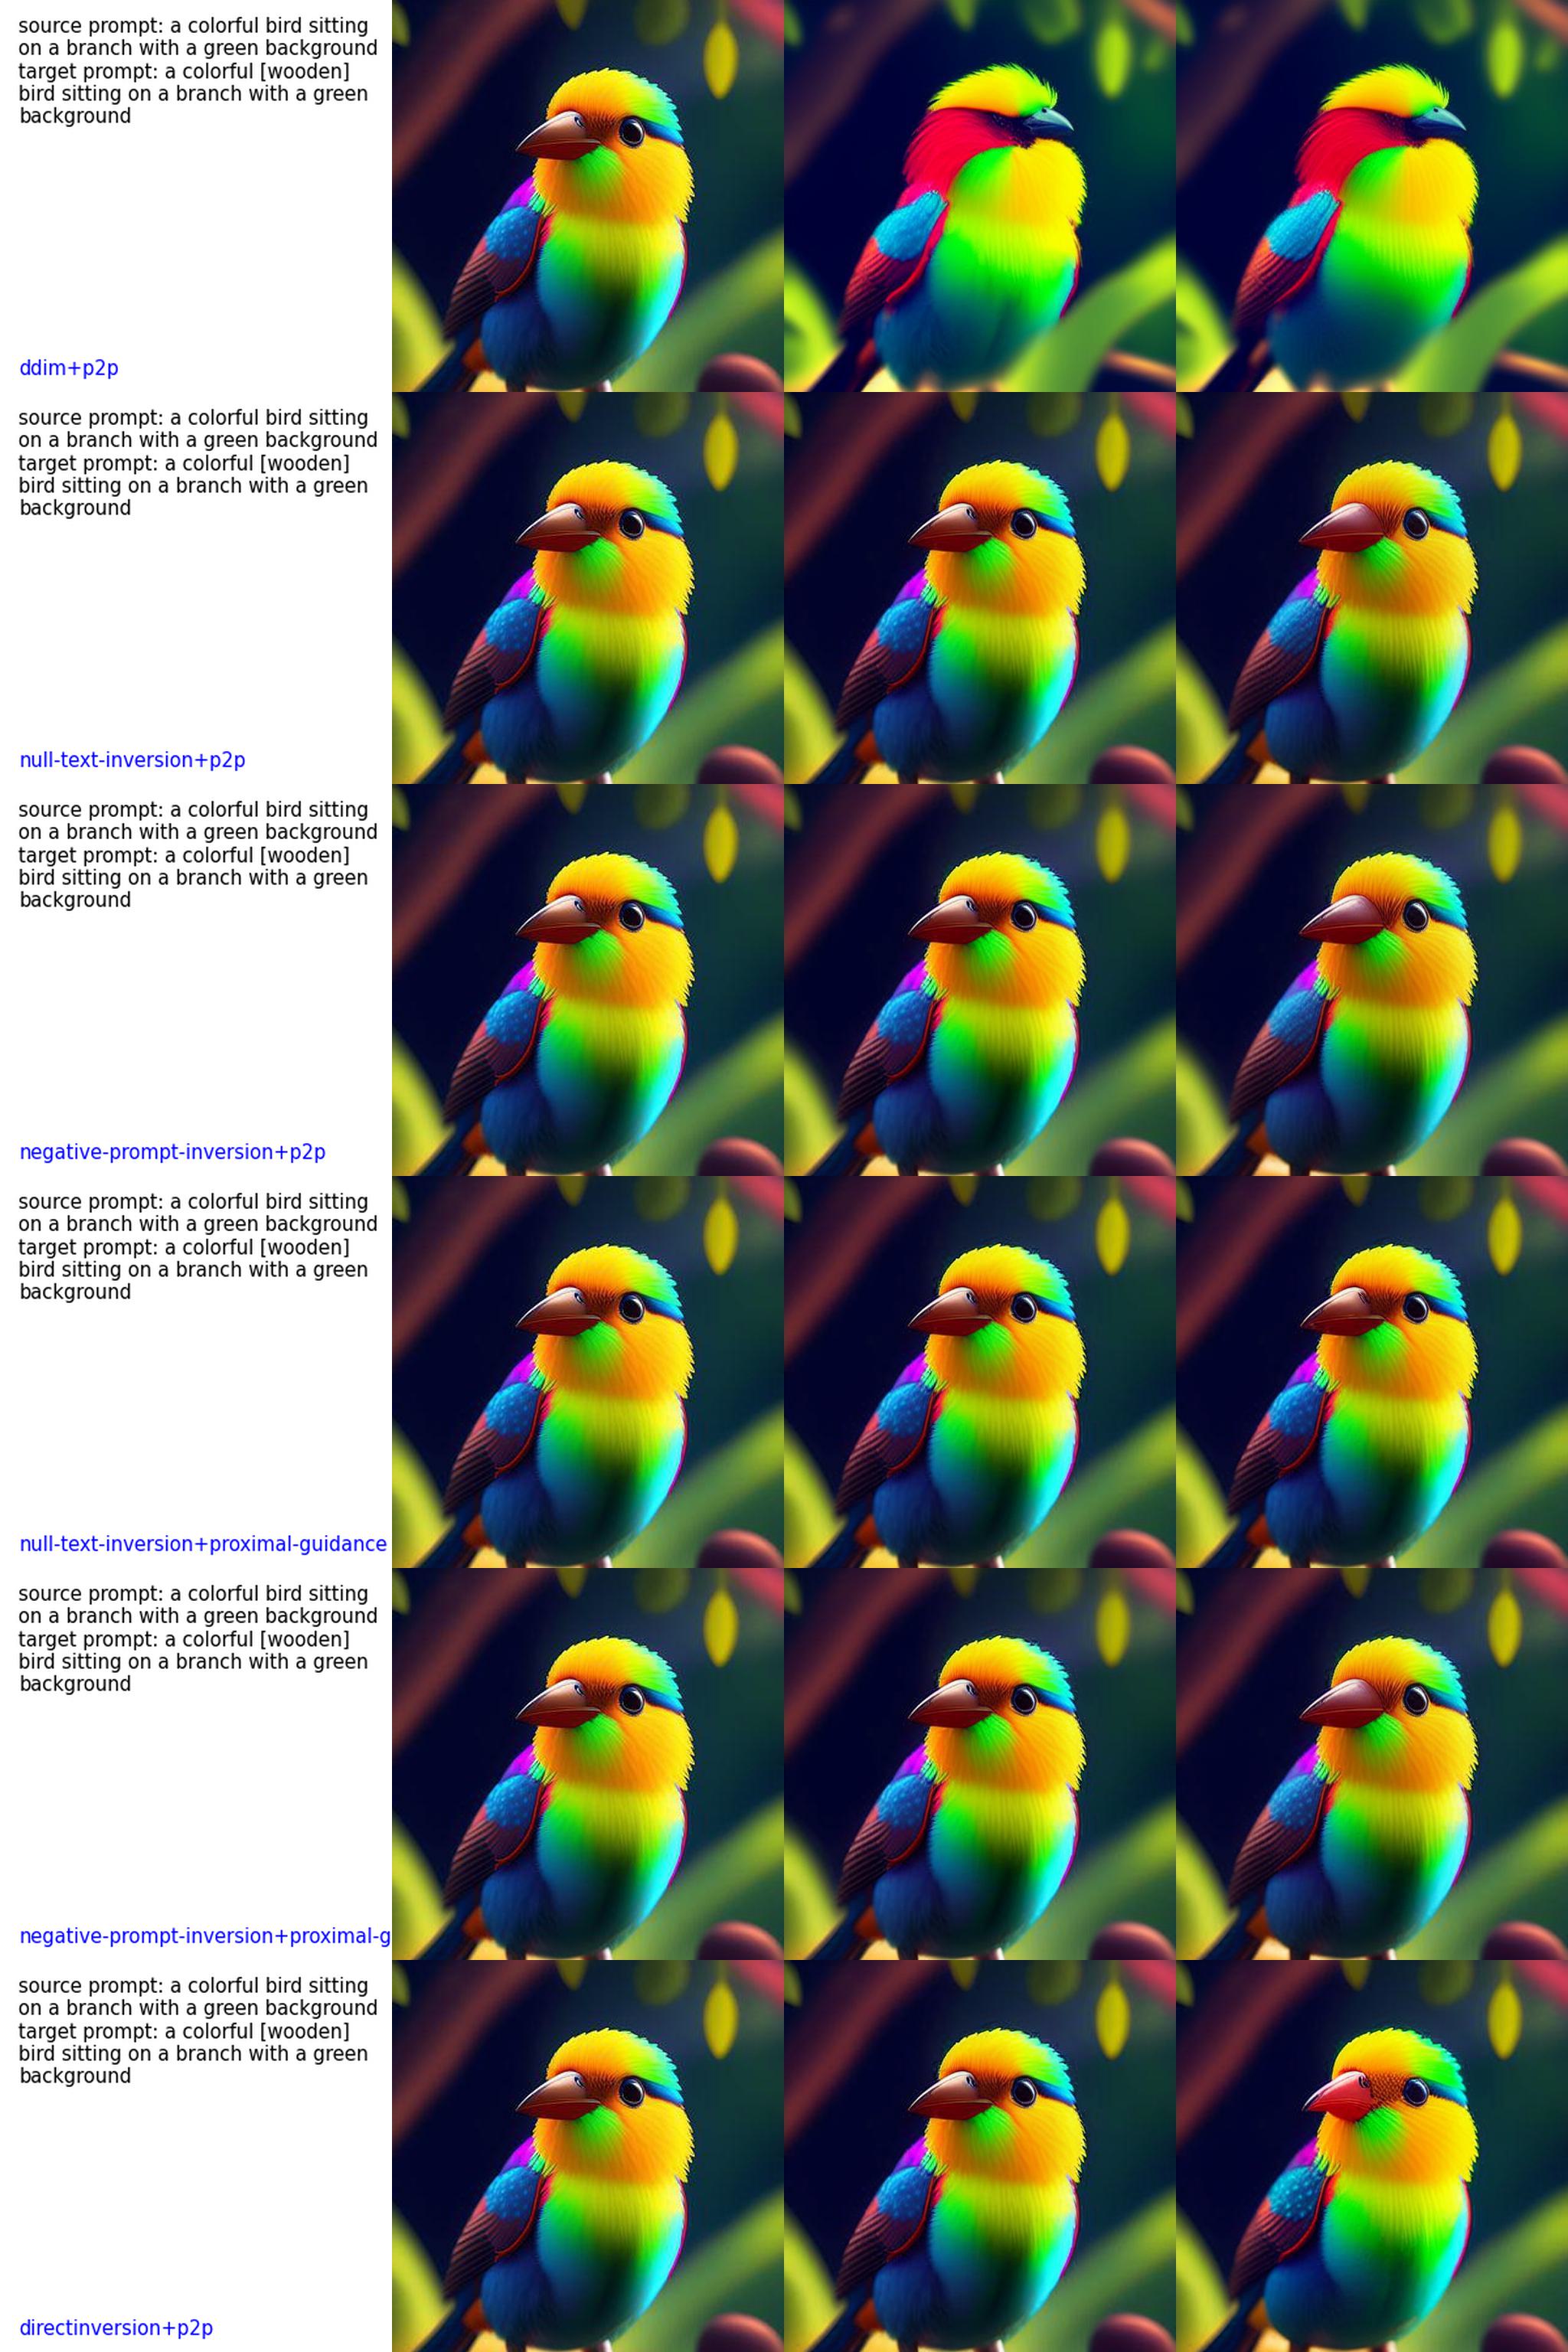 source prompt: a colorful bird sitting
on a branch with a green background
target prompt: a colorful [wooden]
bird sitting on a branch with a green
background
ddim+p2p
source prompt: a colorful bird sitting
on a branch with a green background
target prompt: a colorful [wooden]
bird sitting on a branch with a green
background
null-text-inversion+p2p
source prompt: a colorful bird sitting
on a branch with a green background
target prompt: a colorful [wooden]
bird sitting on a branch with a green
background
negative-prompt-inversion+p2p
source prompt: a colorful bird sitting
on a branch with a green background
target prompt: a colorful [wooden]
bird sitting on a branch with a green
background
null-text-inversion+proximal-guidance
source prompt: a colorful bird sitting
on a branch with a green background
target prompt: a colorful [wooden]
bird sitting on a branch with a green
background
negative-prompt-inversion+proximal-g
source prompt: a colorful bird sitting
on a branch with a green background
target prompt: a colorful [wooden]
bird sitting on a branch with a green
background
directinversion+p2p